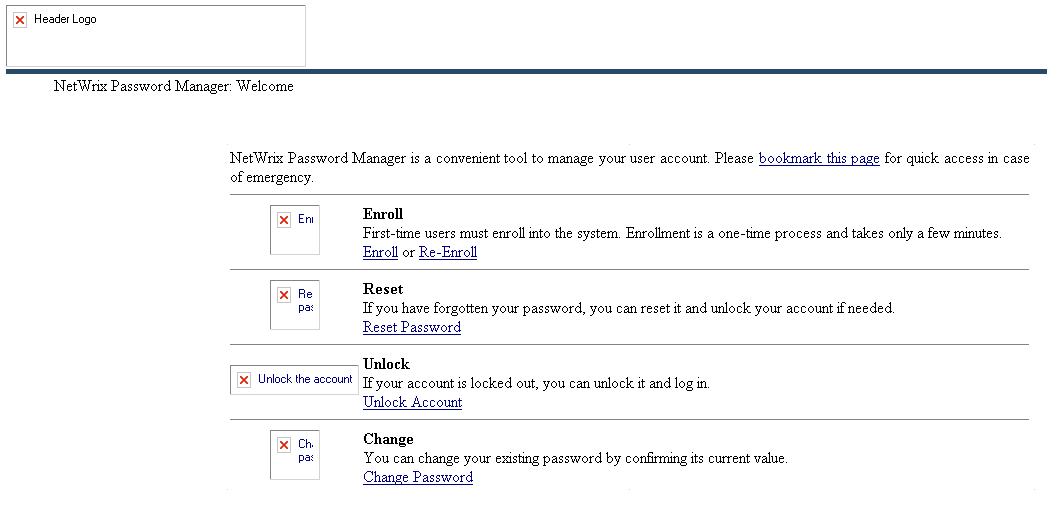 Header Logo
NetWrix Password Manager: Welcome
NetWrix Password Manager is a convenient tool to manage your user account. Please bookmark this page for quick access in case
of emergency.
Enr
Enroll
First-time users must enroll into the system. Enrollment is a one-time process and takes only a few minutes.
Enroll or Re-Enroll
Re
pas
Reset
If you have forgotten your password, you can reset it and unlock your account if needed.
Reset Password
Unlock the account
Unlock
If your account is locked out, you can unlock it and log in.
Unlock Account
Cha
pas
Change
You can change your existing password by confirming its current value.
Change Password